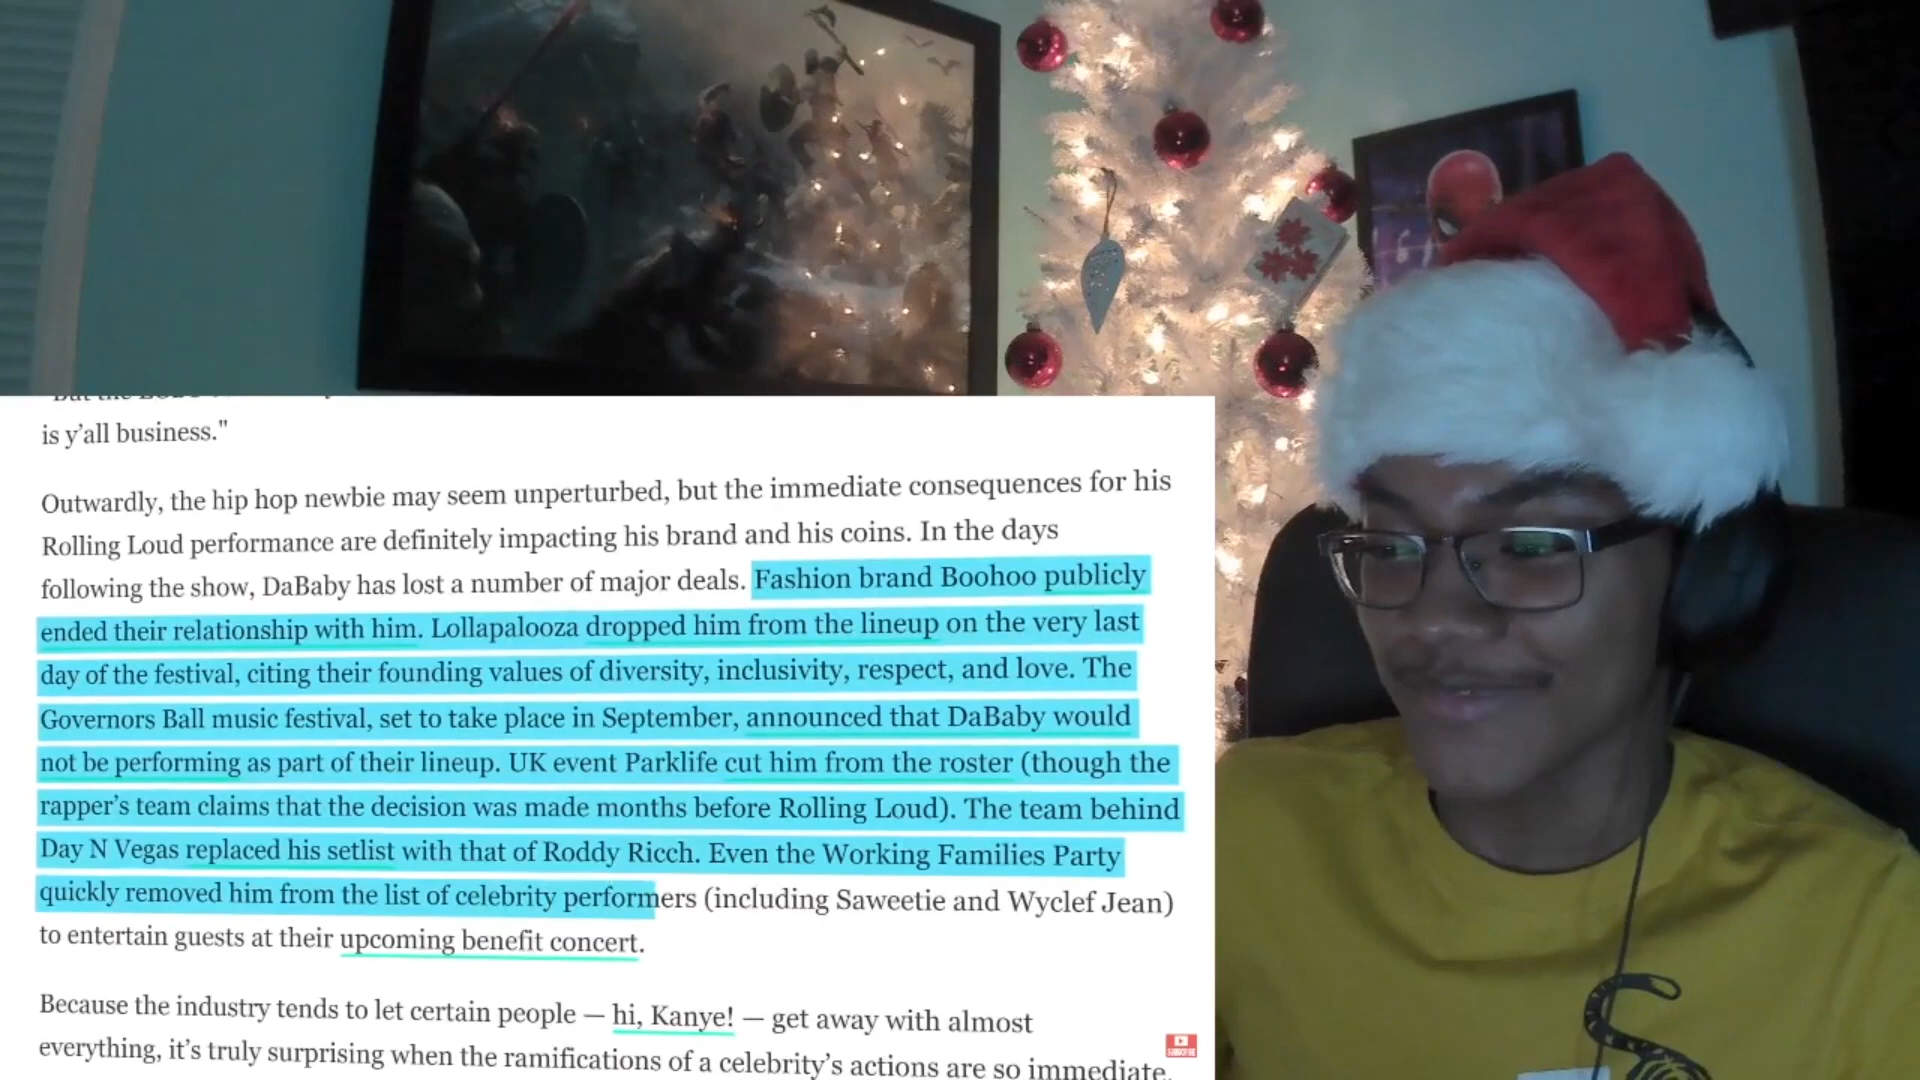 is y'all business."
Outwardly, the hip hop newbie may seem unperturbed, but the immediate consequences for his
Rolling Loud performance are definitely impacting his brand and his coins. In the days
following the show, DaBaby has lost a number of major deals. Fashion brand Boohoo publicly
ended their relationship with him. Lollapalooza dropped him from the lineup on the very last
day of the festival, citing their founding values of diversity, inclusivity, respect, and love. The
Governors Ball music festival, set to take place in September, announced that DaBaby would
not be performing as part of their lineup. UK event Parklife cut him from the roster (though the
rapper's team claims that the decision was made months before Rolling Loud). The team behind
Day N Vegas replaced his setlist with that of Roddy Ricch. Even the Working Families Party
quickly removed him from the list of celebrity performers (including Saweetie and Wyclef Jean)
to entertain guests at their upcoming benefit concert.
Because the industry tends to let certain people — hi, Kanye! — get away with almost
everything, it's truly surprising when the ramifications of a celebrity's actions are so immediate.
SUBSCRIBE